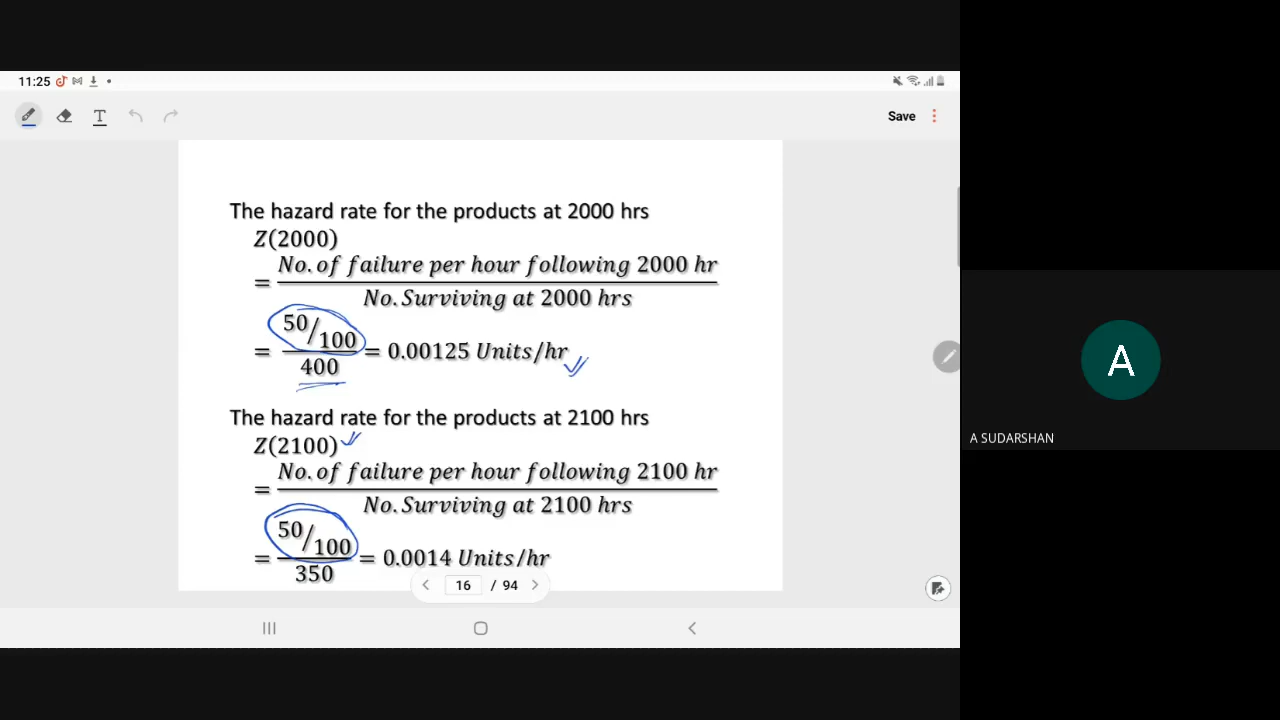 11:25
Save
The hazard rate for the products at 2000 hrs
Z(2000)
= No. of failure per hour following 2000 hr
No. Surviving at 2000 hrs
= 50/100
400
= 0.00125 Units/hr
The hazard rate for the products at 2100 hrs
Z(2100)
= No. of failure per hour following 2100 hr
No. Surviving at 2100 hrs
= 50/100
350
= 0.0014 Units/hr
< 16 / 94 >
T
A
A SUDARSHAN